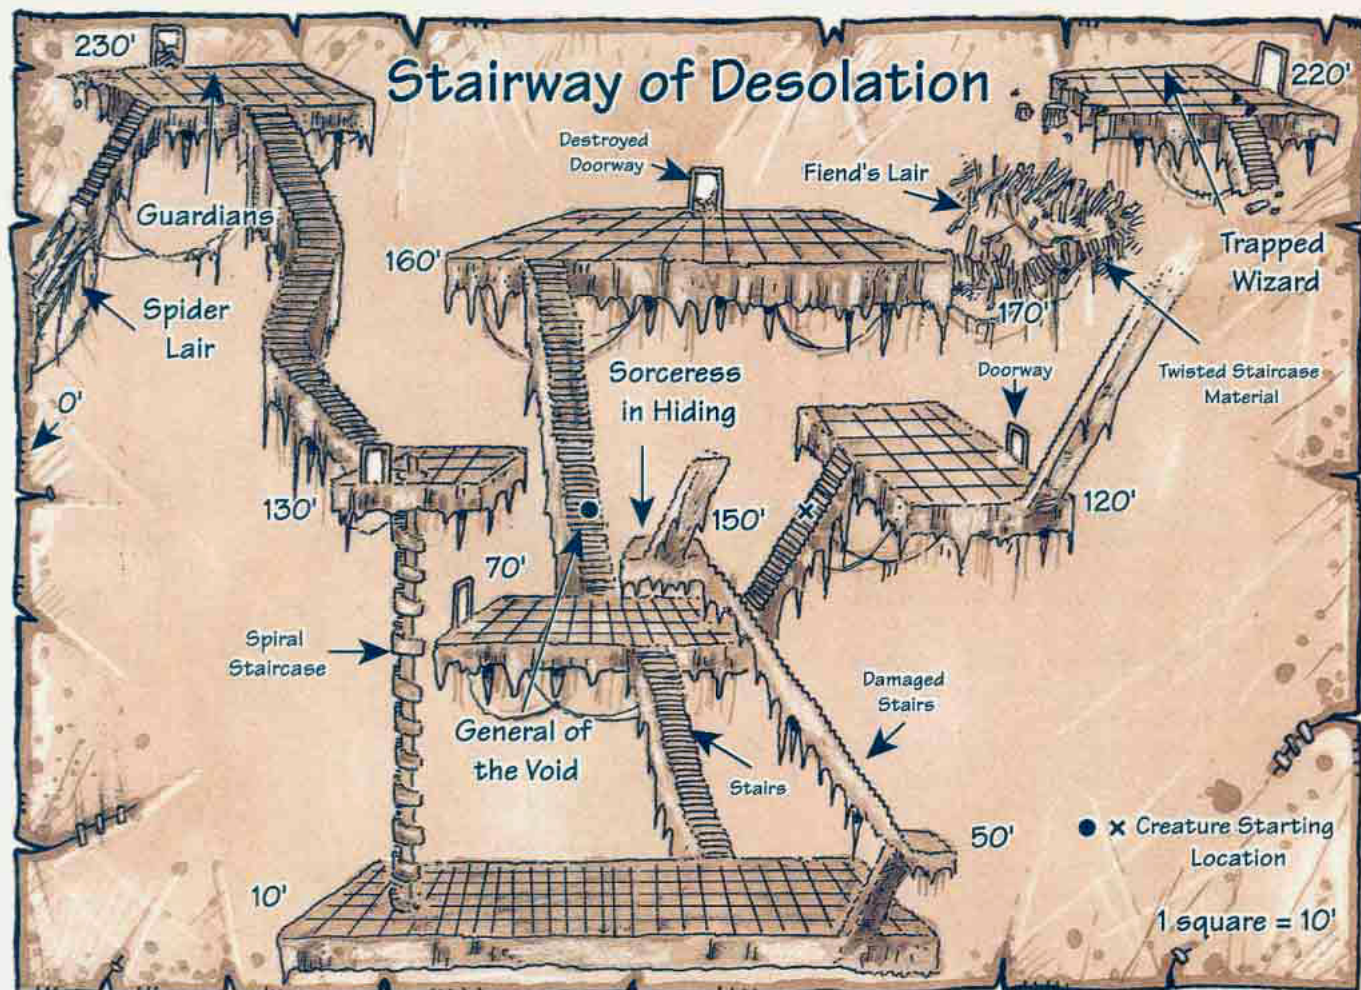 230'
Stairway of Desolation
220'
Destroyed
Doorway
Fiend's Lair
Guardians
160'
Trapped
Wizard
Spider
Lair
170'
Sorceress
in Hiding
Doorway
Twisted Staircase
Material
0'
130'
150'
120'
70'
Spiral
Staircase
Damaged
Stairs
General of
the Void
Stairs
50'
● × Creature Starting
Location
10'
1 square = 10'